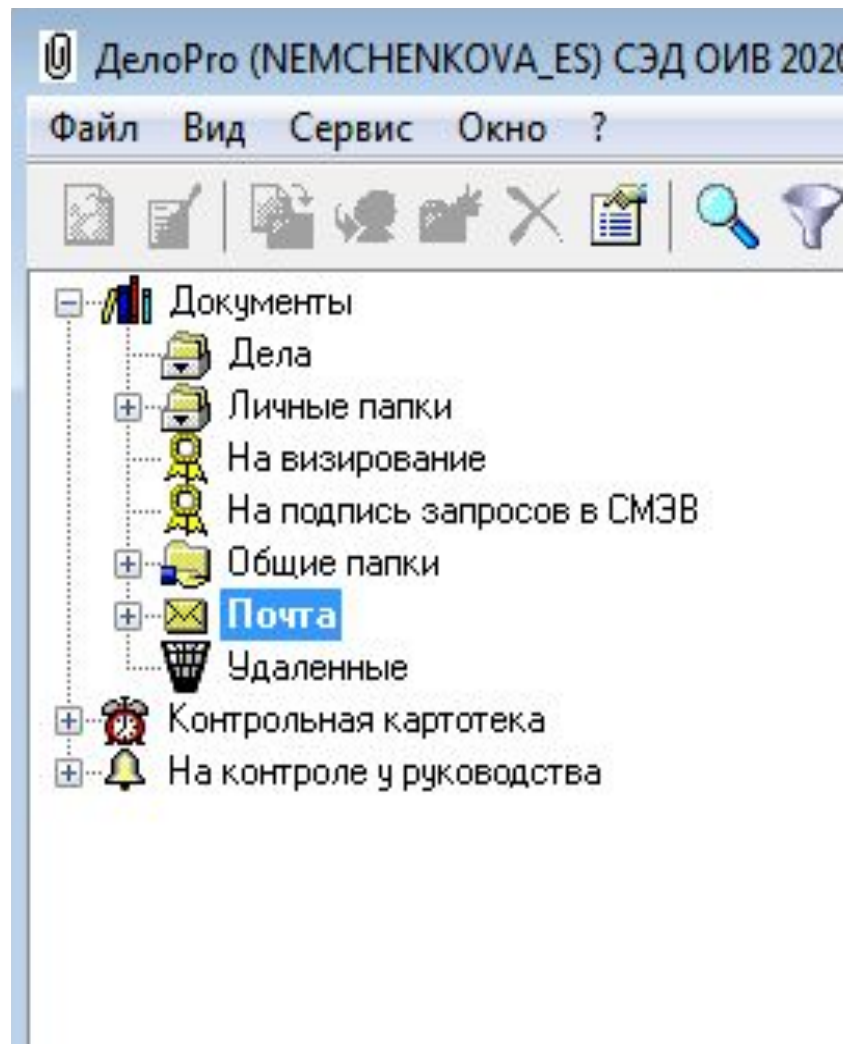 ДелоPro (NEMCHENKOVA_ES) СЭД ОИВ 2020
Файл Вид Сервис Окно ?
Документы
Дела
Личные папки
На визирование
На подпись запросов в СМЭВ
Общие папки
Почта
Удаленные
Контрольная картотека
На контроле у руководства